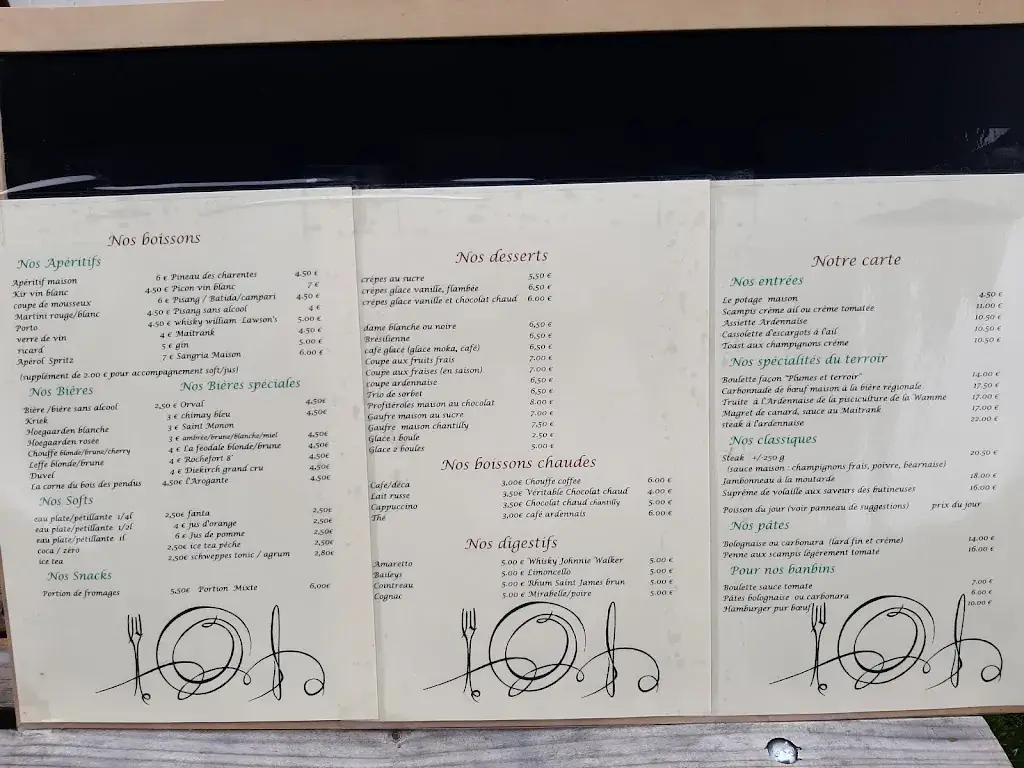 Nos boissons
Nos Apéritifs
Apéritif maison 6 € Pineau des charentes 4.50 €
Kir vin blanc 4.50 € Picon vin blanc 7 €
coupe de mousseux 6 € Pisang / Batida/campari 4.50 €
Martini rouge/blanc 4.50 € Pisang sans alcool 4 €
Porto 4.50 € whisky william Lawson's 5.00 €
verre de vin 4 € Maitrank 4.50 €
ricard 5 € gin 5.00 €
Apérol Spritz 7 € Sangria Maison 6.00 €
(supplément de 2.00 € pour accompagnement soft/jus)
Nos Bières Nos Bières spéciales
Bière /bière sans alcool 2,50 € Orval 4,50€
Kriek 3 € chimay bleu 4,50€
Hoegaarden blanche 3 € Saint Monon
Hoegaarden rosée 3 € ambrée/brune/blanche/miel 4,50€
Chouffe blonde/brune/cherry 4 € La féodale blonde/brune 4,50€
Leffe blonde/brune 4 € Rochefort 8° 4,50€
Duvel 4 € Diekirch grand cru 4,50€
La corne du bois des pendus 4,50€ l'Arogante 4,50€
Nos Softs
eau plate/pétillante 1/4l 2,50€ fanta 2,50€
eau plate/pétillante 1/2l 4 € jus d'orange 2,50€
eau plate/pétillante 1l 6 € Jus de pomme 2,50€
coca / zéro 2,50€ ice tea pêche 2,50€
ice tea 2,50€ schweppes tonic / agrum 2,80€
Nos Snacks
Portion de fromages 5,50€ Portion Mixte 6,00€
Nos desserts
crêpes au sucre 5,50 €
crêpes glace vanille, flambée 6,50 €
crêpes glace vanille et chocolat chaud 6.00 €
dame blanche ou noire 6,50 €
Brésilienne 6,50 €
café glacé (glace moka, café) 6,50 €
Coupe aux fruits frais 7.00 €
Coupe aux fraises (en saison) 7.00 €
coupe ardennaise 6,50 €
Trio de sorbet 6,50 €
Profitéroles maison au chocolat 8.00 €
Gaufre maison au sucre 7.00 €
Gaufre maison chantilly 7,50 €
Glace 1 boule 2.50 €
Glace 2 boules 5.00 €
Nos boissons chaudes
Café/déca 3,00€ Chouffe coffee 6.00 €
Lait russe 3,50€ Véritable Chocolat chaud 4.00 €
Cappuccino 3,50€ Chocolat chaud chantilly 5.00 €
Thé 3,00€ café ardennais 6.00 €
Nos digestifs
Amaretto 5.00 € Whisky Johnnie Walker 5.00 €
Baileys 5.00 € Limoncello 5.00 €
Cointreau 5.00 € Rhum Saint James brun 5.00 €
Cognac 5.00 € Mirabelle/poire 5.00 €
Notre carte
Nos entrées
Le potage maison 4.50 €
Scampis crème ail ou crème tomatée 11.00 €
Assiette Ardennaise 10.50 €
Cassolette d'escargots à l'ail 10.50 €
Toast aux champignons crème 10.50 €
Nos spécialités du terroir
Boulette façon "Plumes et terroir" 14.00 €
Carbonnade de bœuf maison à la bière régionale 17.50 €
Truite à l'Ardennaise de la pisciculture de la Wamme 17.00 €
Magret de canard, sauce au Maitrank 17.00 €
steak à l'ardennaise 22.00 €
Nos classiques
Steak +/-250 g 20.50 €
(sauce maison : champignons frais, poivre, béarnaise)
Jambonneau à la moutarde 18.00 €
Suprême de volaille aux saveurs des butineuses 16.00 €
Poisson du jour (voir panneau de suggestions) prix du jour
Nos pâtes
Bolognaise ou carbonara (lard fin et crème) 14.00 €
Penne aux scampis légèrement tomaté 16.00 €
Pour nos banbins
Boulette sauce tomate 7.00 €
Pâtes bolognaise ou carbonara 6.00 €
Hamburger pur bœuf 10.00 €